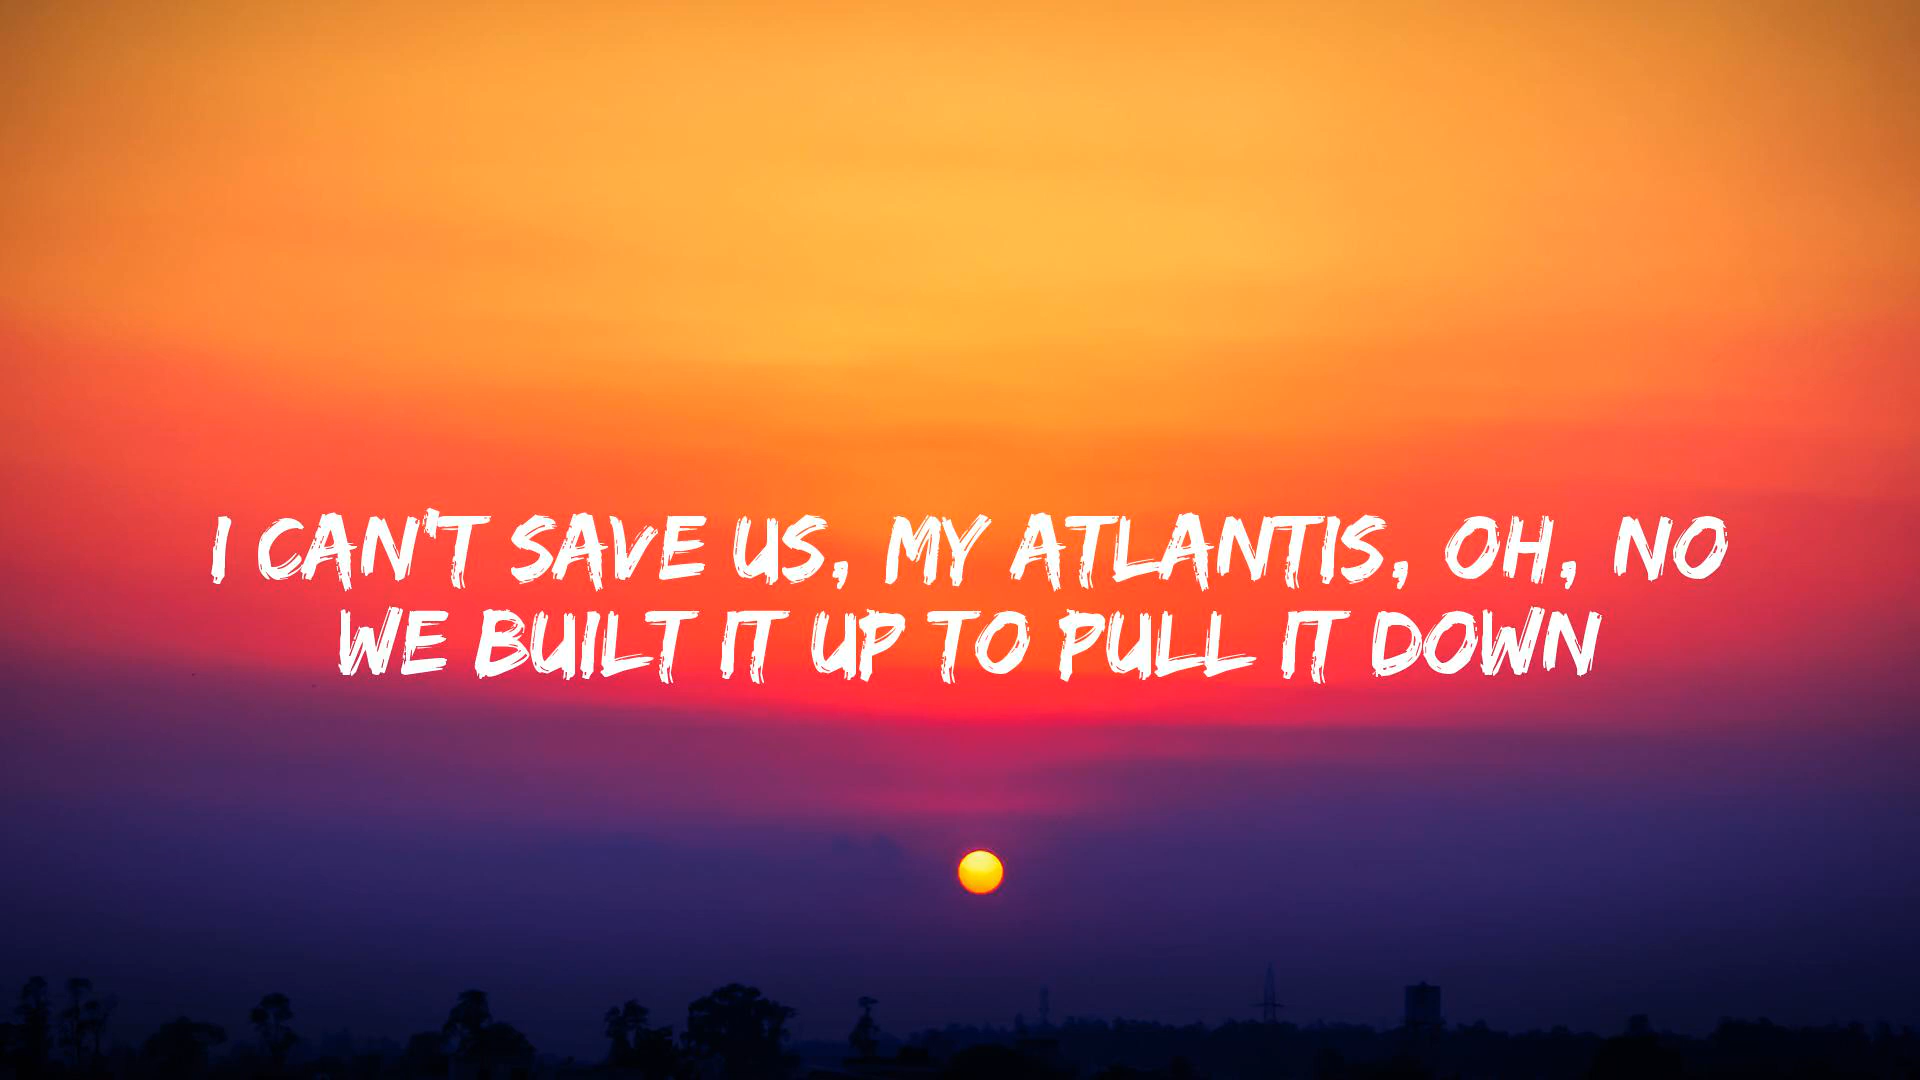 I CAN'T SAVE US, MY ATLANTIS, OH, NO
WE BUILT IT UP TO PULL IT DOWN